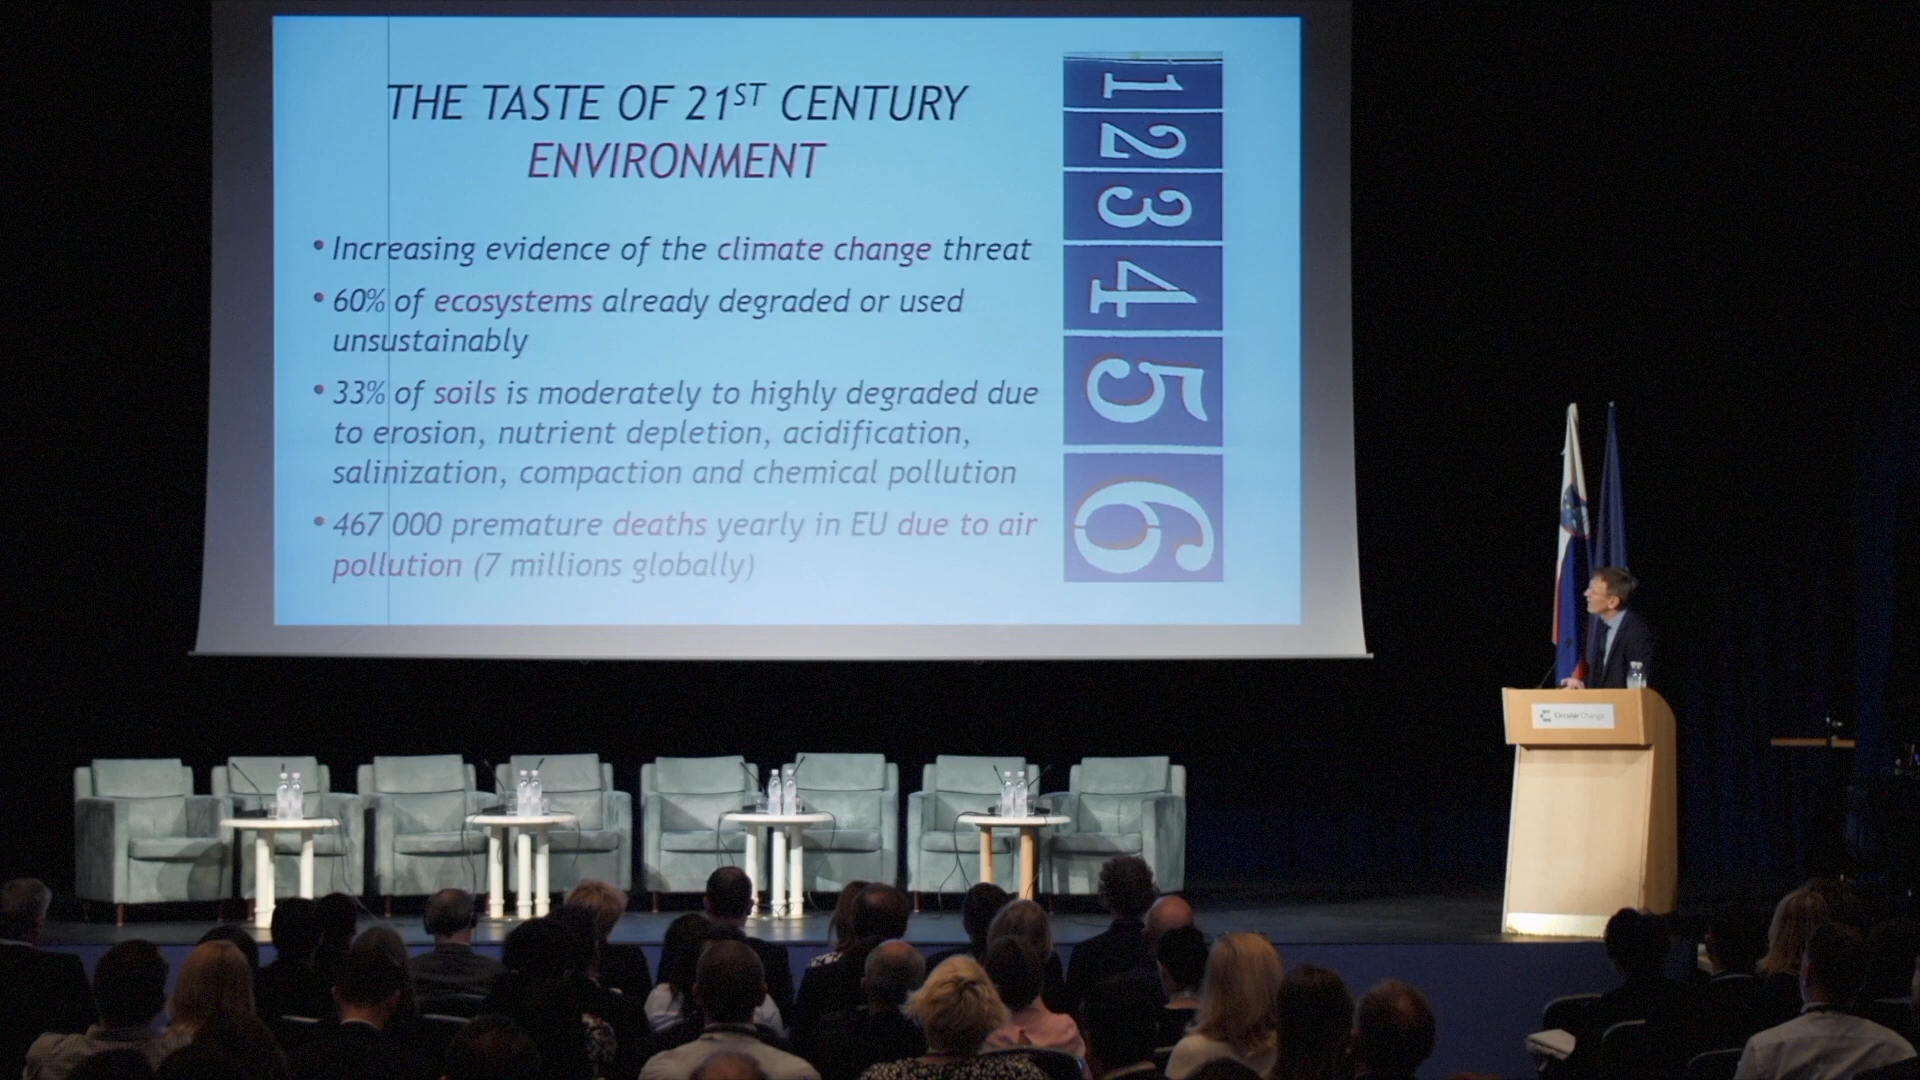 THE TASTE OF 21ST CENTURY
ENVIRONMENT
• Increasing evidence of the climate change threat
• 60% of ecosystems already degraded or used
unsustainably
• 33% of soils is moderately to highly degraded due
to erosion, nutrient depletion, acidification,
salinization, compaction and chemical pollution
• 467 000 premature deaths yearly in EU due to air
pollution (7 millions globally)
1
2
3
4
5
6
Circular Change